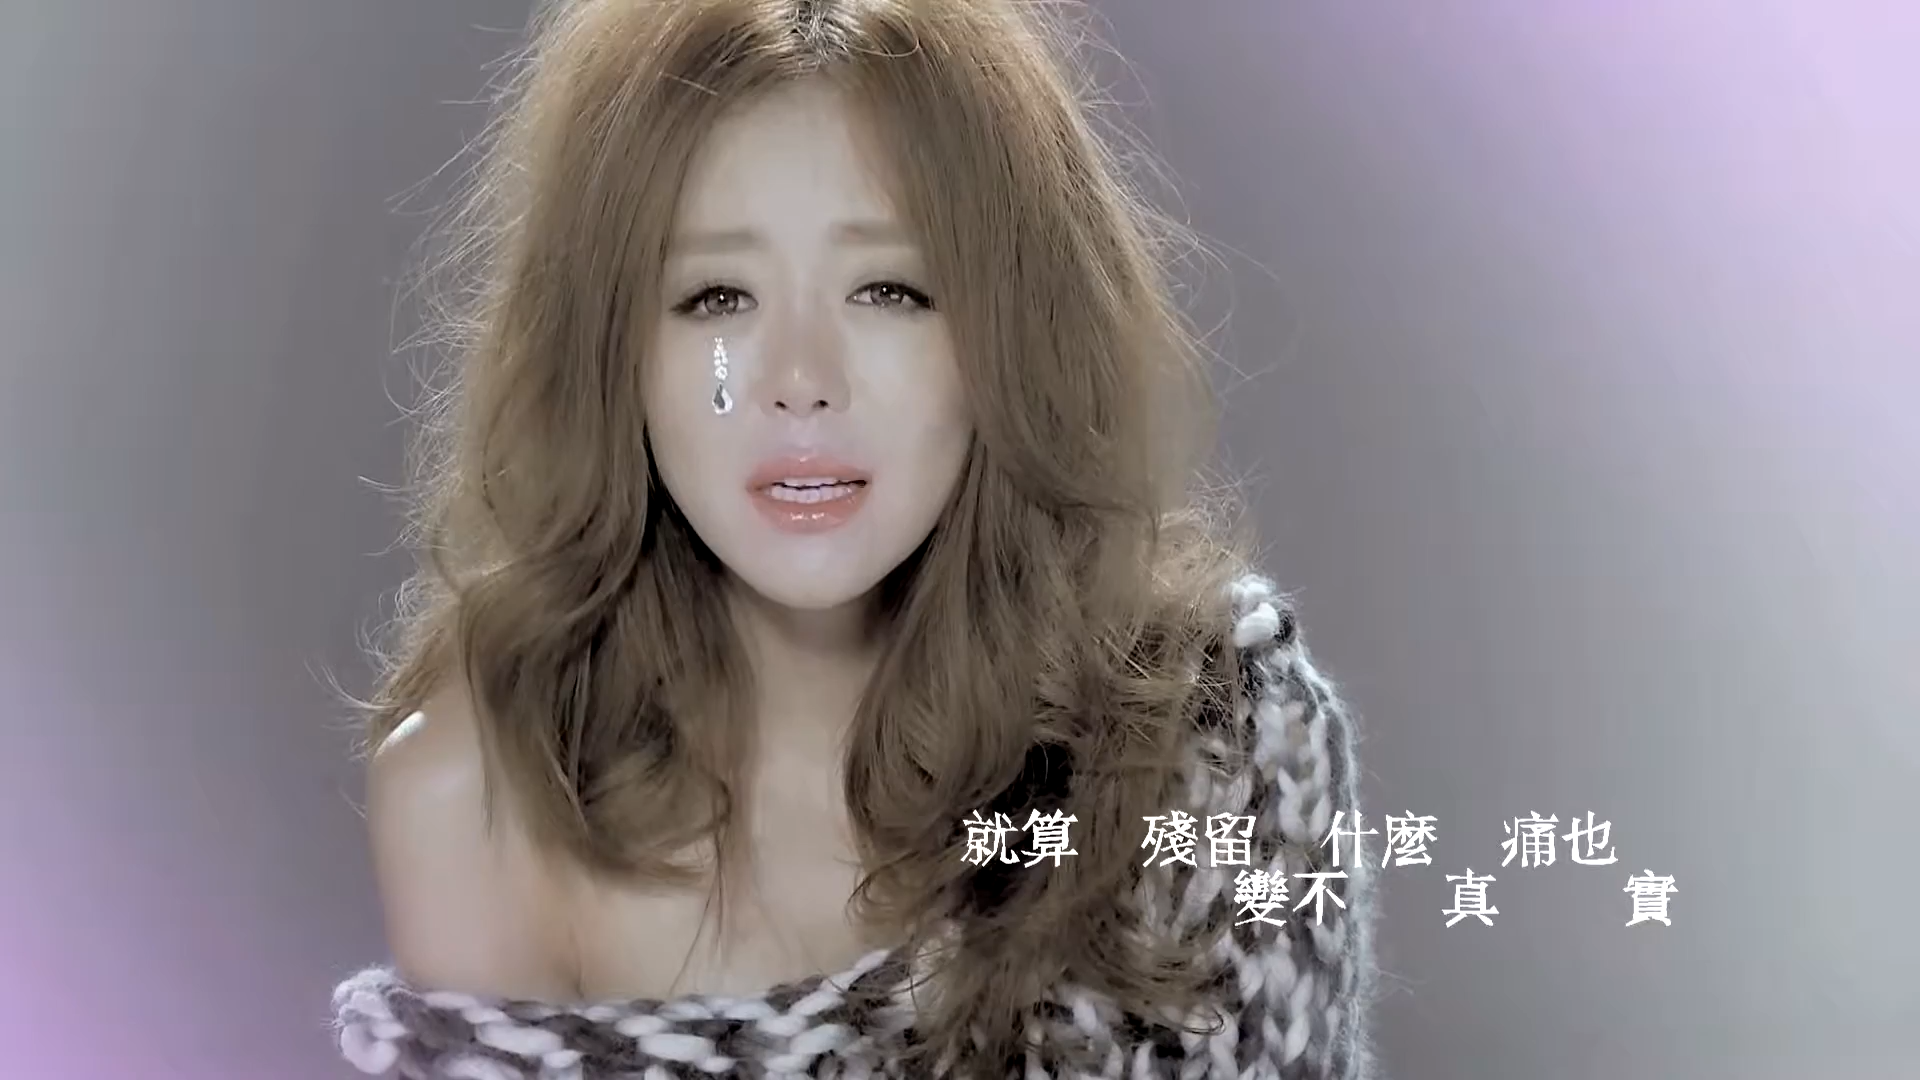 就算 殘留 什麼 痛也
變不 真 實